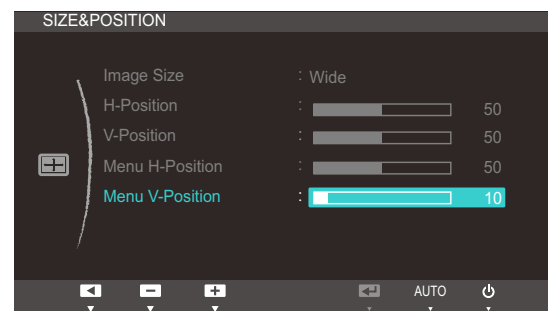 SIZE&POSITION
Image Size : Wide
H-Position : 50
V-Position : 50
Menu H-Position : 50
Menu V-Position : 10
AUTO